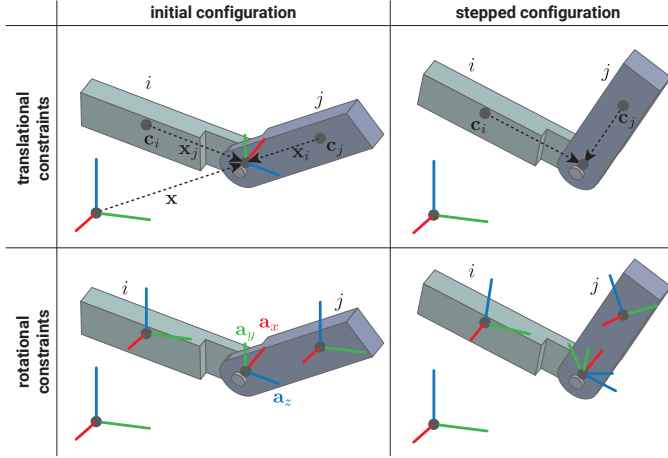 initial configuration
stepped configuration
translational
constraints
i
j
c_i
x_j
x_i
c_j
x
i
j
c_i
c_j
rotational
constraints
i
j
a_y
a_x
a_z
i
j